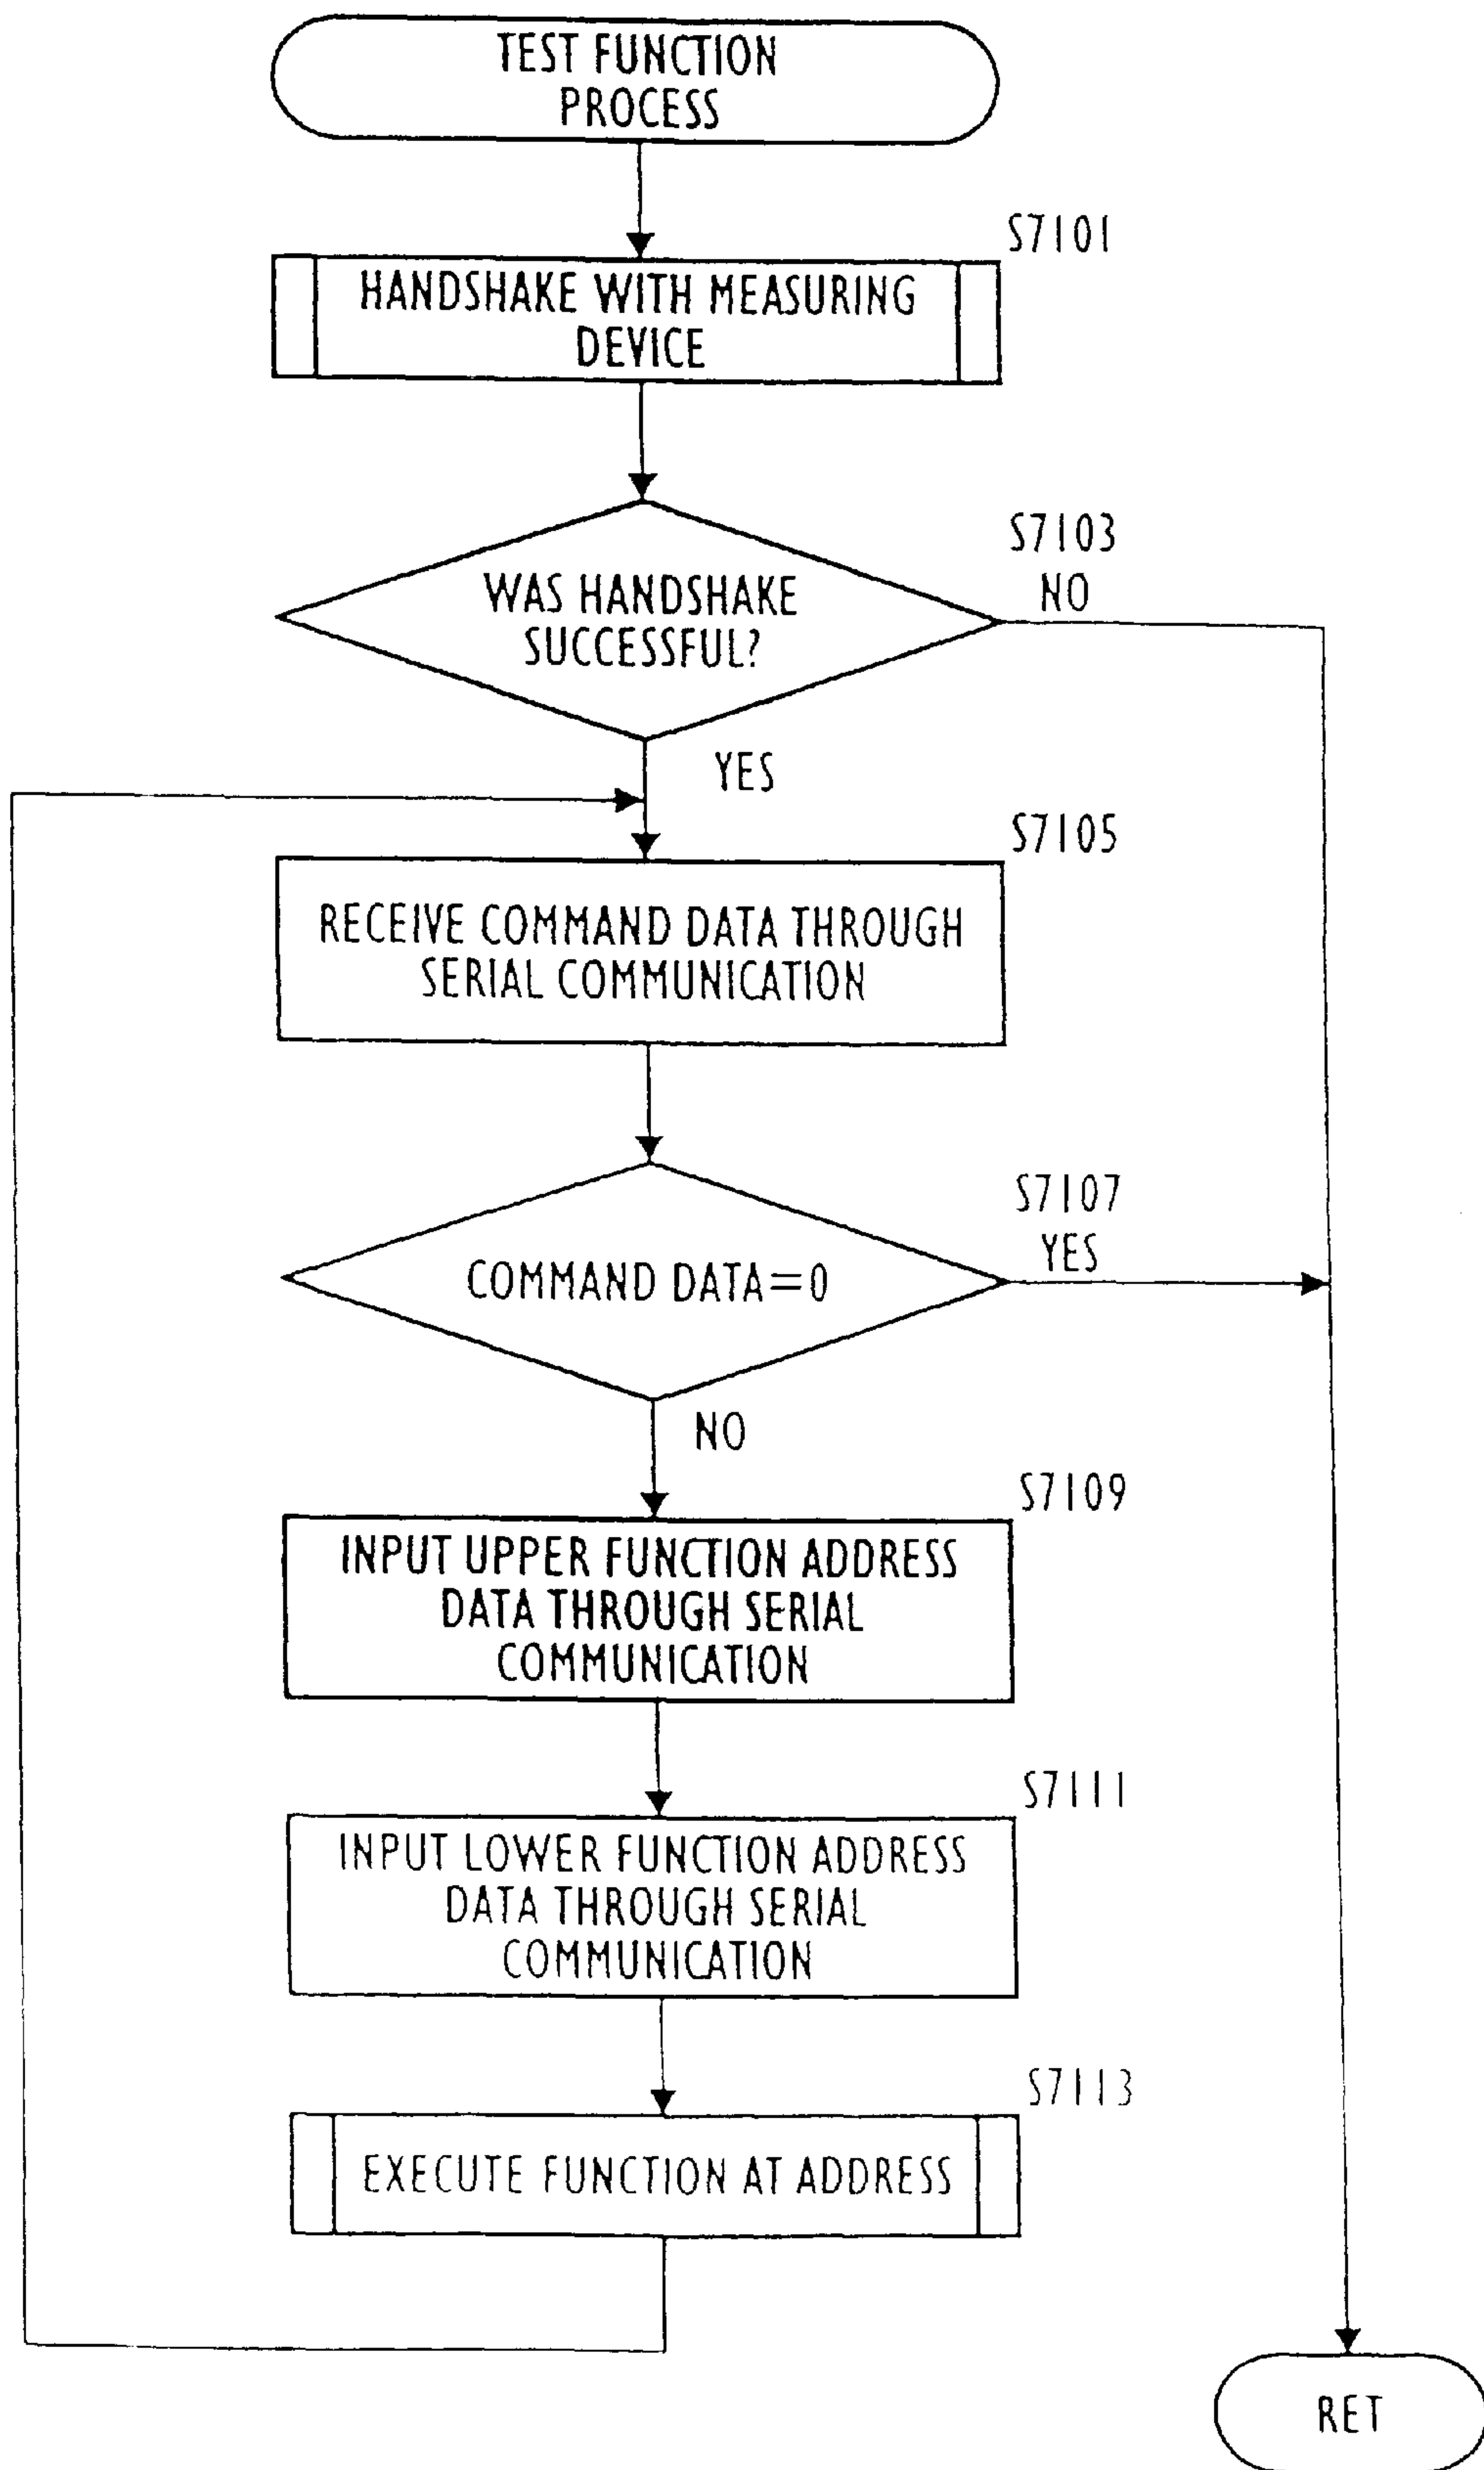 TEST FUNCTION
PROCESS
S7101
HANDSHAKE WITH MEASURING
DEVICE
S7103
NO
WAS HANDSHAKE
SUCCESSFUL?
YES
S7105
RECEIVE COMMAND DATA THROUGH
SERIAL COMMUNICATION
S7107
YES
COMMAND DATA=0
NO
S7109
INPUT UPPER FUNCTION ADDRESS
DATA THROUGH SERIAL
COMMUNICATION
S7111
INPUT LOWER FUNCTION ADDRESS
DATA THROUGH SERIAL
COMMUNICATION
S7113
EXECUTE FUNCTION AT ADDRESS
RET